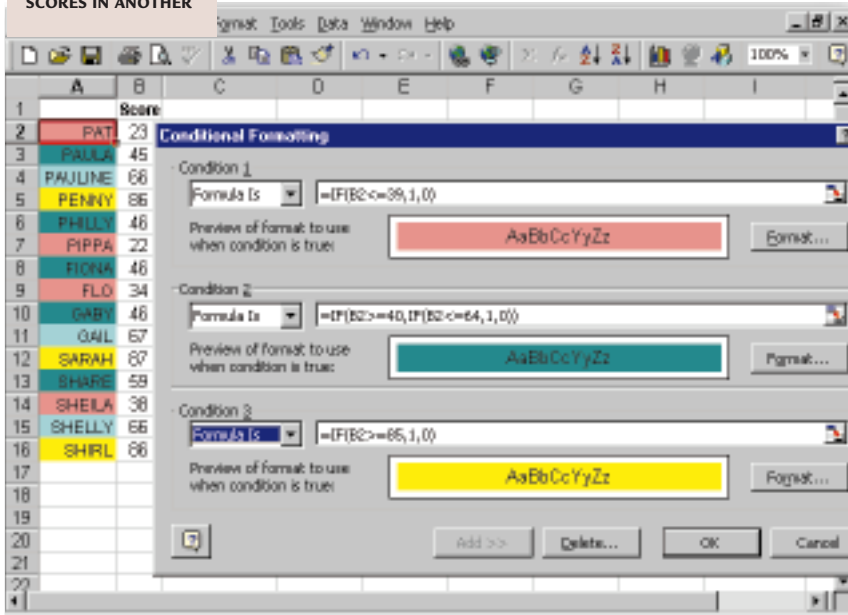 SCORES IN ANOTHER
Format Tools Data Window Help
100%
A B C D E F G H I
1 Score
2 PAT 23
3 PAULA 45
4 PAULINE 66
5 PENNY 86
6 PHILLY 46
7 PIPPA 22
8 FIONA 46
9 FLO 34
10 GABY 46
11 GAIL 67
12 SARAH 87
13 SHARE 59
14 SHEILA 38
15 SHELLY 66
16 SHIRL 86
17
18
19
20
21
22
Conditional Formatting
Condition 1
Formula Is =IF(B2<=39,1,0)
Preview of format to use
when condition is true:
AaBbCcYyZz
Format...
Condition 2
Formula Is =IF(B2>=40,IF(B2<=64,1,0))
Preview of format to use
when condition is true:
AaBbCcYyZz
Format...
Condition 3
Formula Is =IF(B2>=85,1,0)
Preview of format to use
when condition is true:
AaBbCcYyZz
Format...
Add >> Delete... OK Cancel